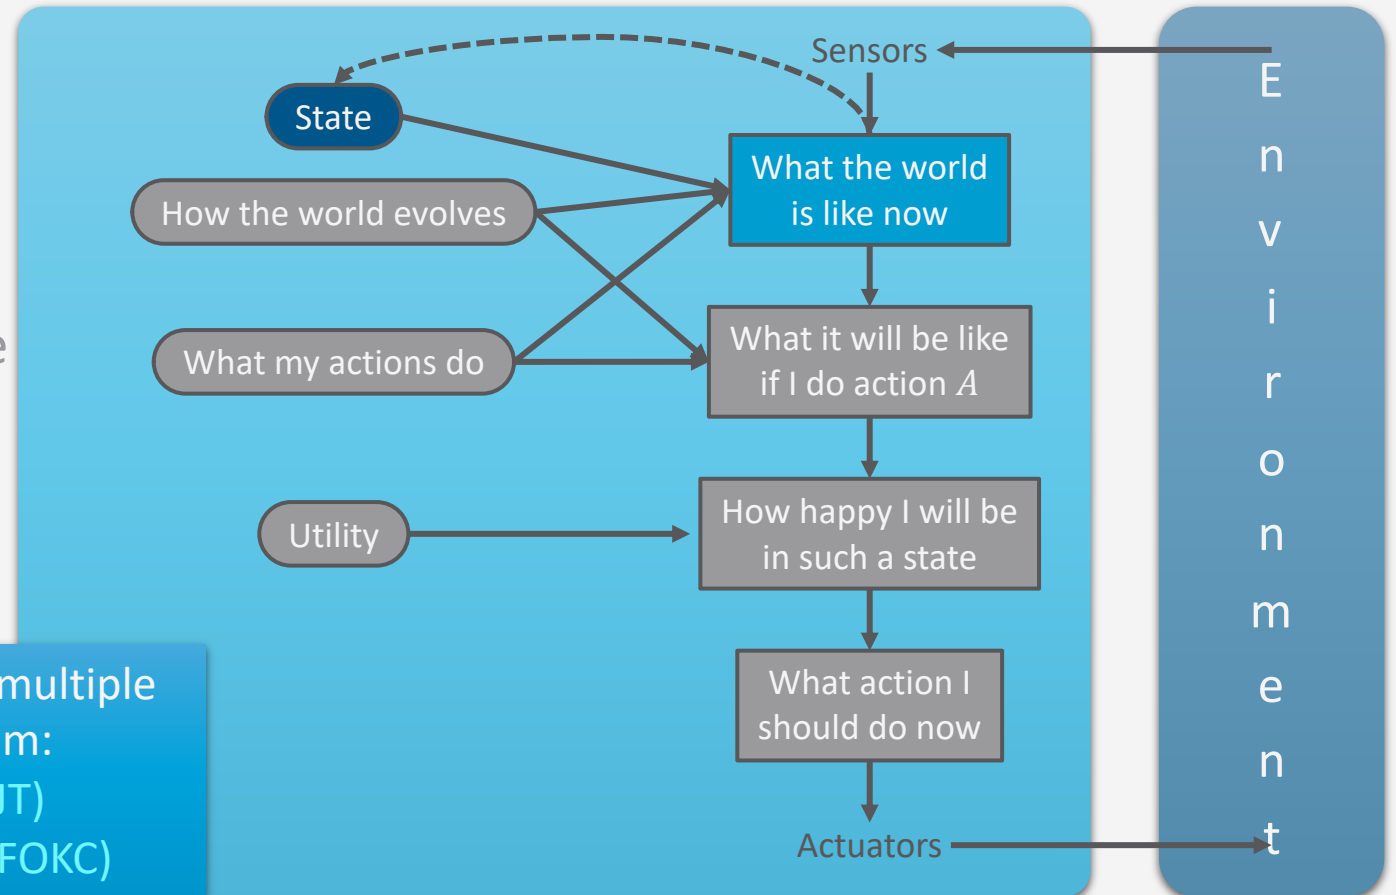 Sensors
State
What the world
is like now
How the world evolves
What it will be like
if I do action A
What my actions do
How happy I will be
in such a state
Utility
What action I
should do now
Actuators
Environment
e
multiple
m:
JT)
FOKC)